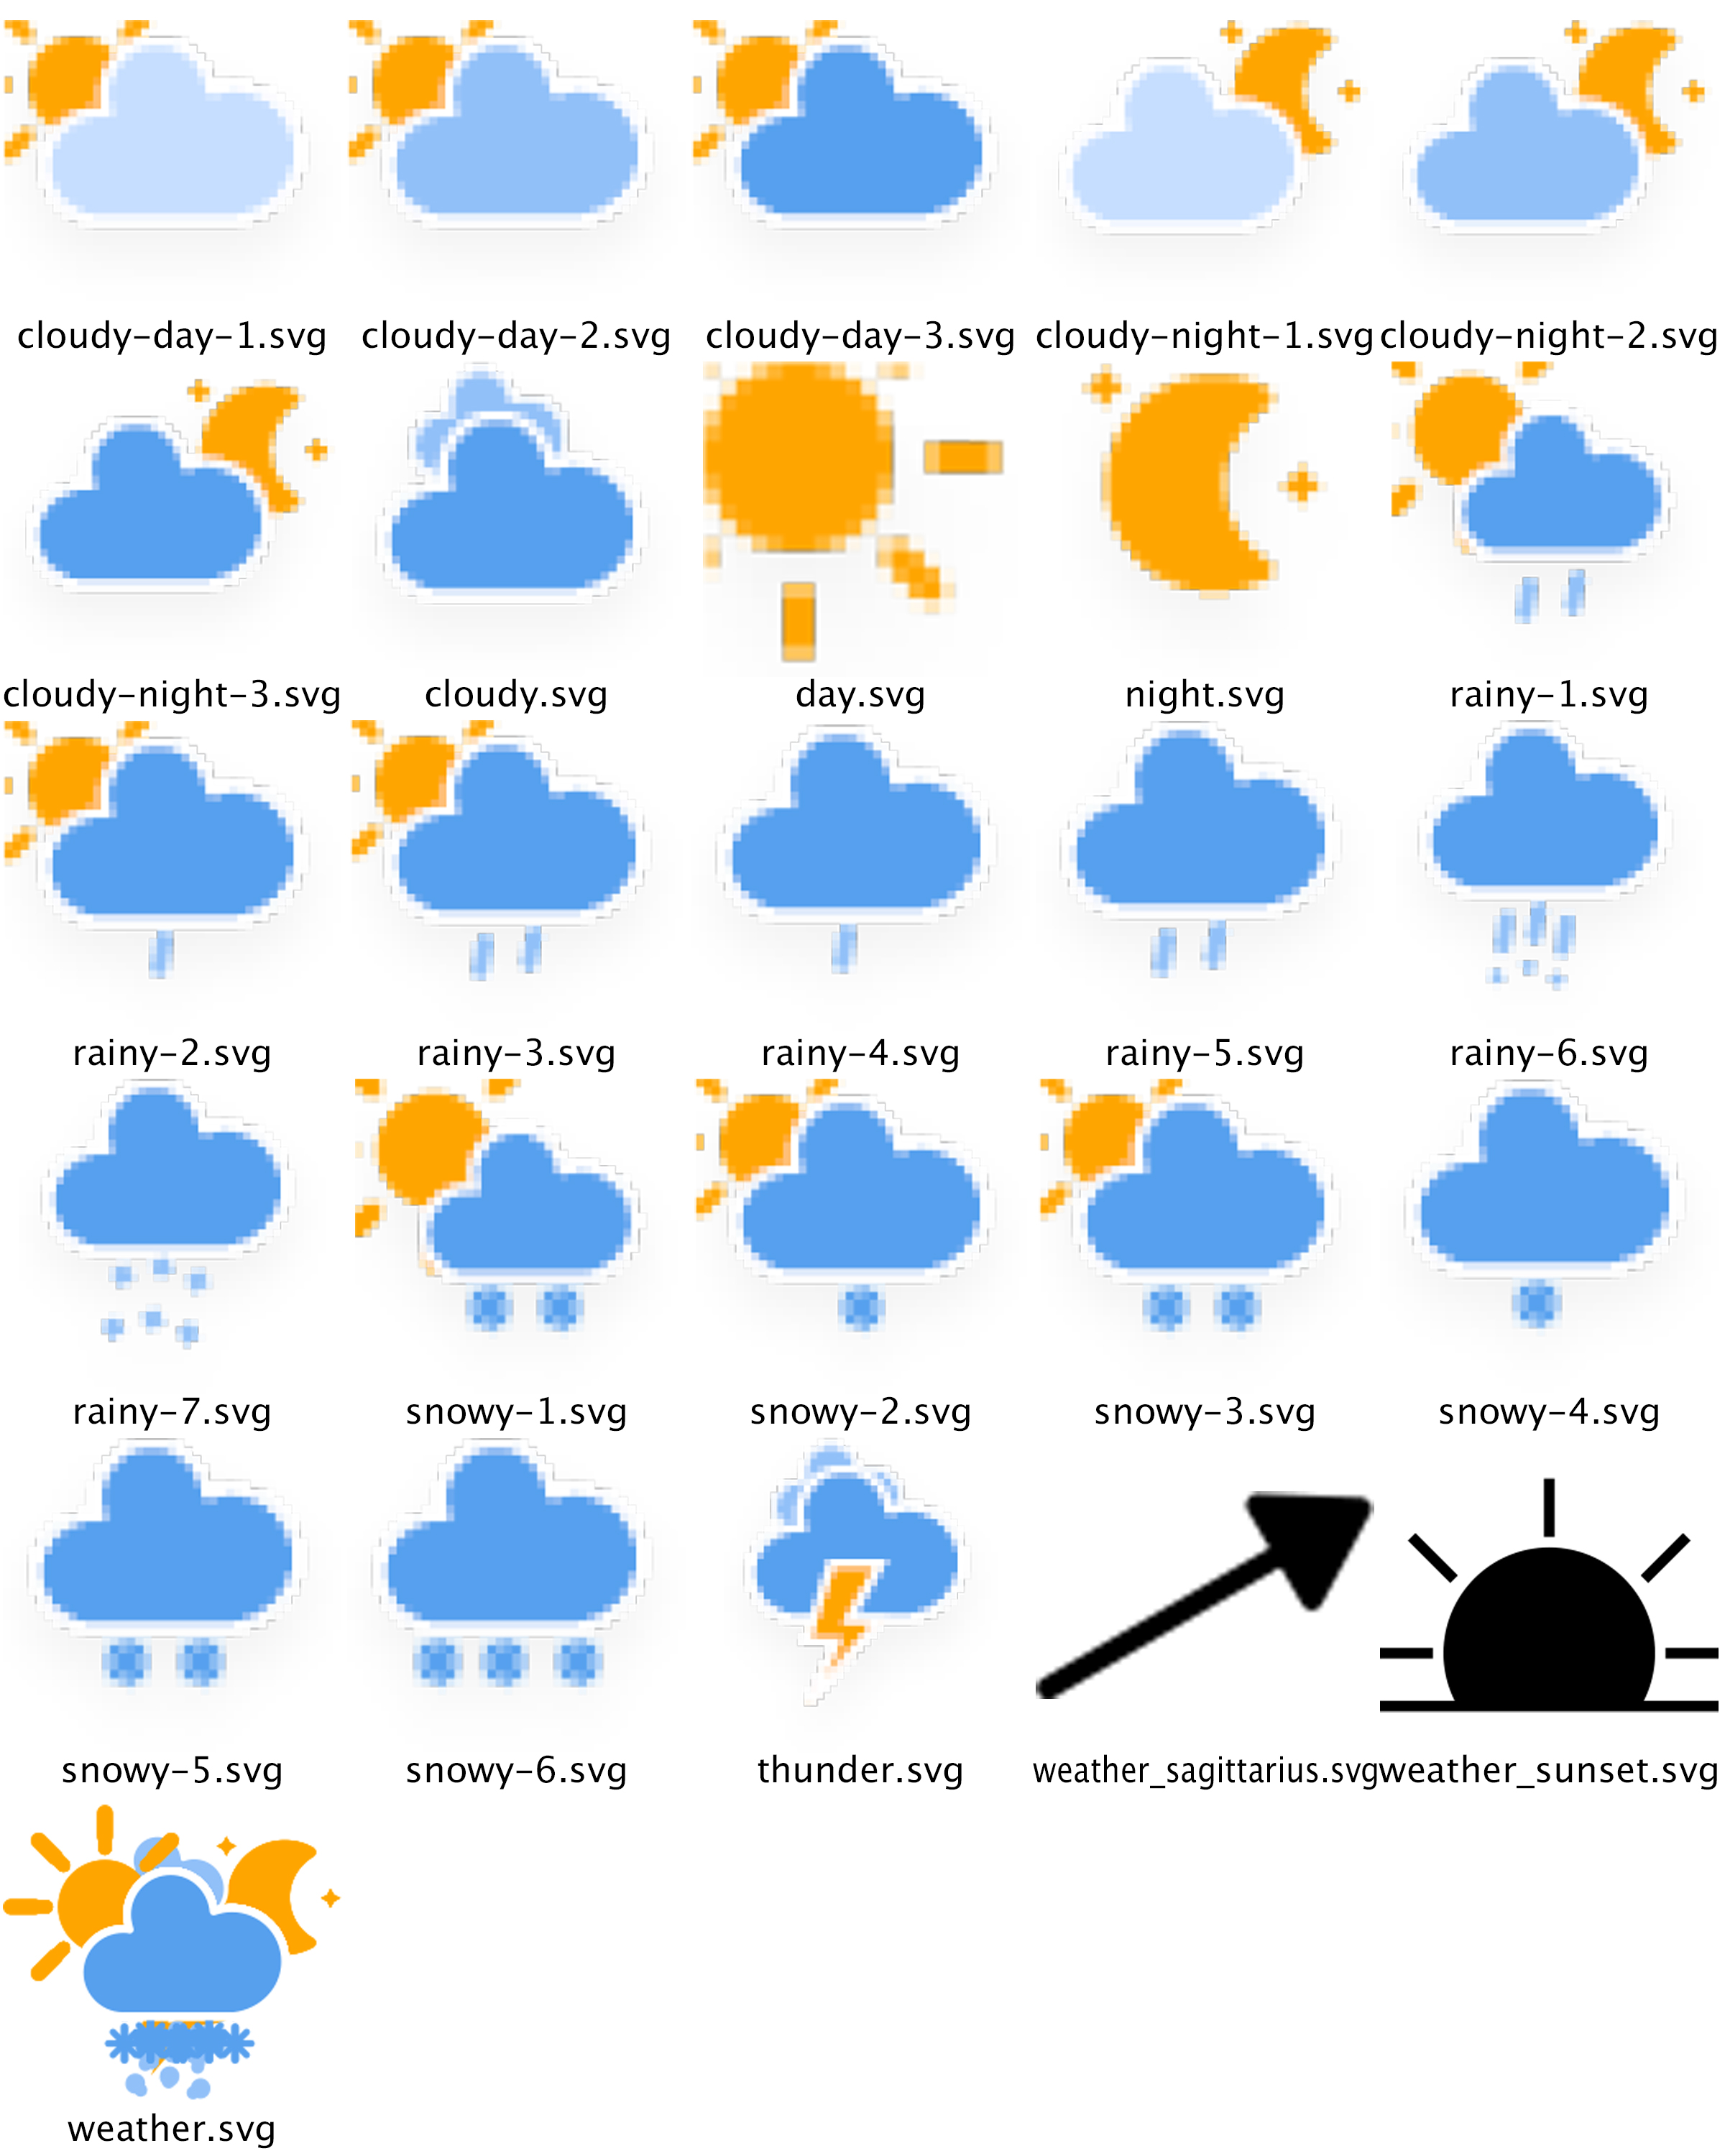 cloudy-day-1.svg cloudy-day-2.svg cloudy-day-3.svg cloudy-night-1.svg cloudy-night-2.svg
cloudy-night-3.svg cloudy.svg day.svg night.svg rainy-1.svg
rainy-2.svg rainy-3.svg rainy-4.svg rainy-5.svg rainy-6.svg
rainy-7.svg snowy-1.svg snowy-2.svg snowy-3.svg snowy-4.svg
snowy-5.svg snowy-6.svg thunder.svg weather_sagittarius.svg weather_sunset.svg
weather.svg